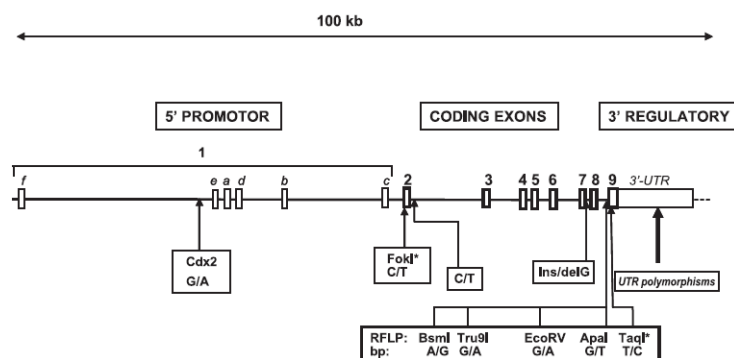 100 kb
5' PROMOTOR CODING EXONS 3' REGULATORY
1
f e a d b c 2 3 4 5 6 7 8 9 3'-UTR
Cdx2
G/A
FokI*
C/T
C/T
Ins/delG
UTR polymorphisms
RFLP: BsmI Tru9I EcoRV ApaI TaqI*
bp: A/G G/A G/A G/T T/C